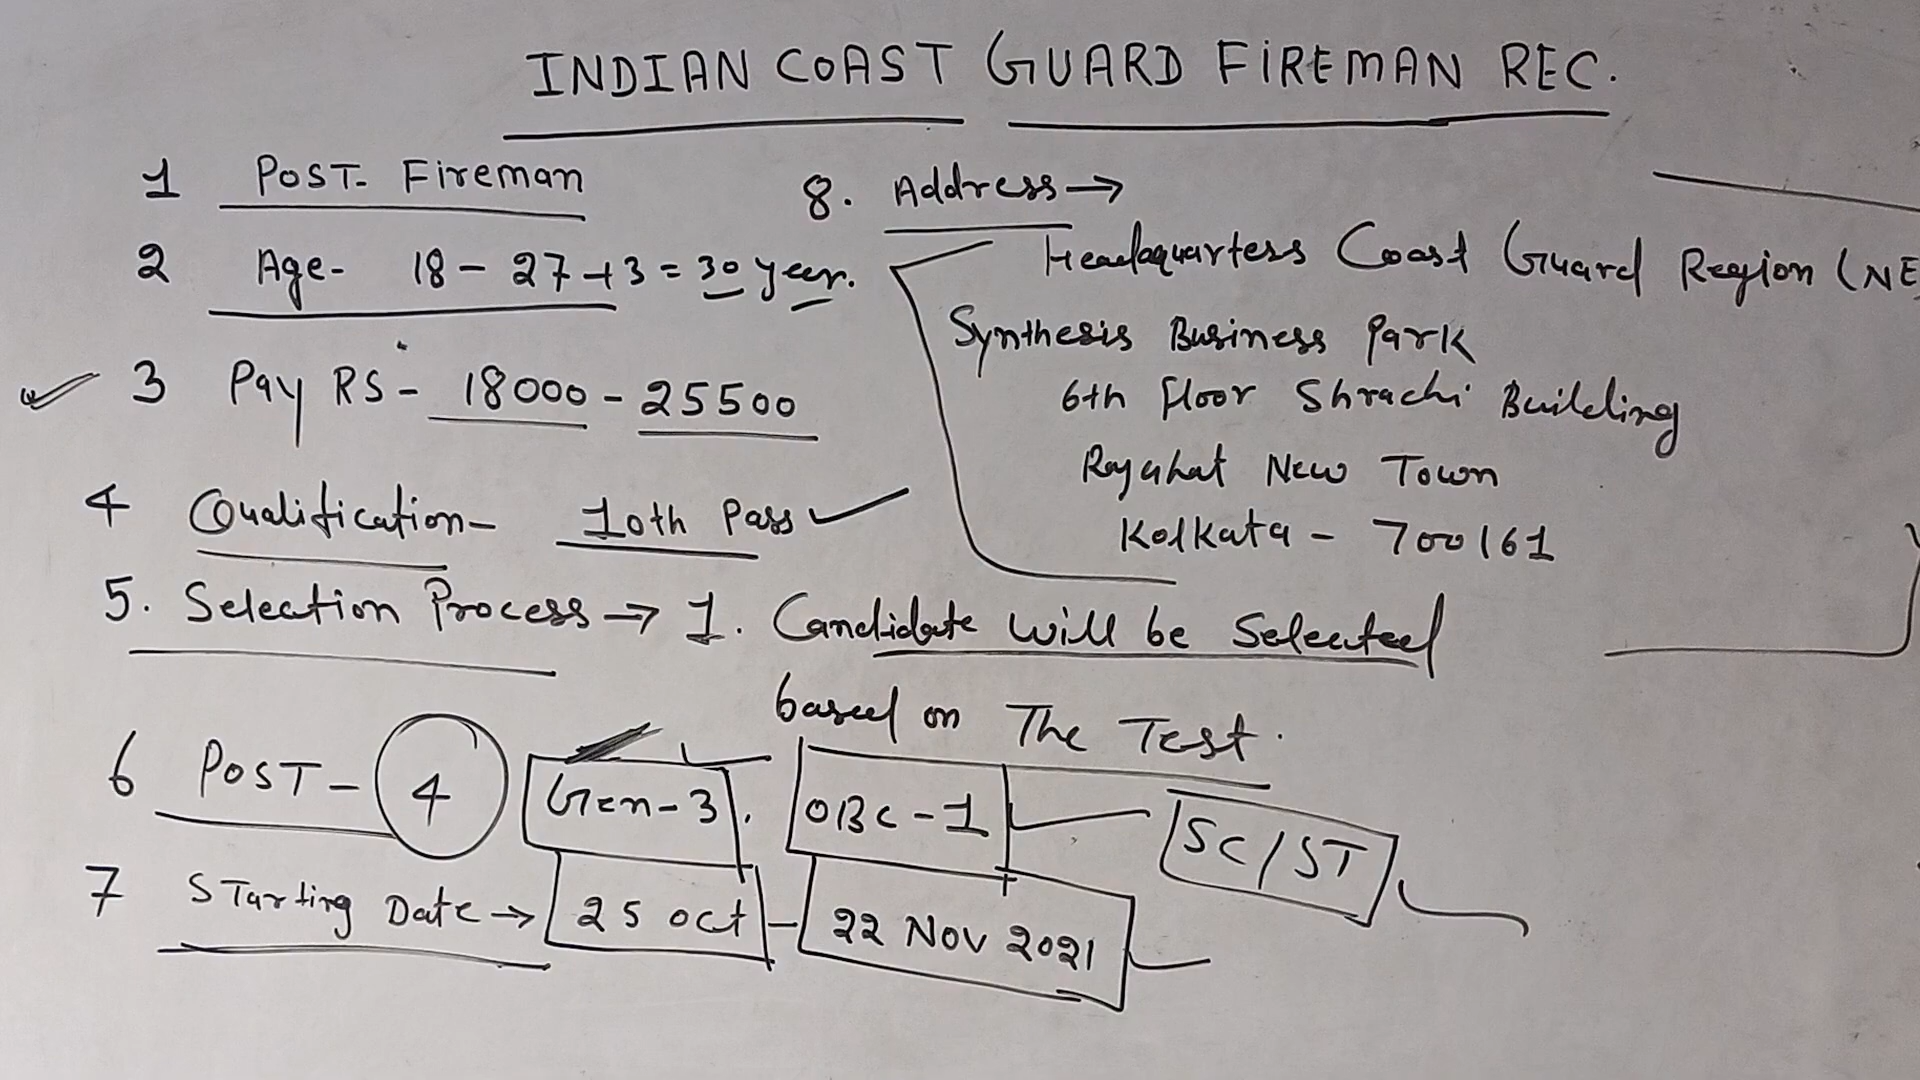 INDIAN COAST GUARD FIREMAN REC.
1 POST- Fireman
2 Age- 18 - 27+3 = 30 year.
3 Pay RS - 18000 - 25500
4 Qualification- 10th Pass
5. Selection Process → 1. Candidate will be Selected
based on The Test.
6 POST - 4 Gen-3, OBC-1 SC/ST
7 STarting Date → 25 oct - 22 Nov 2021
8. Address →
Headquarters Coast Guard Region (NE)
Synthesis Business Park
6th Floor Shrachi Building
Rajahat New Town
Kolkata - 700161